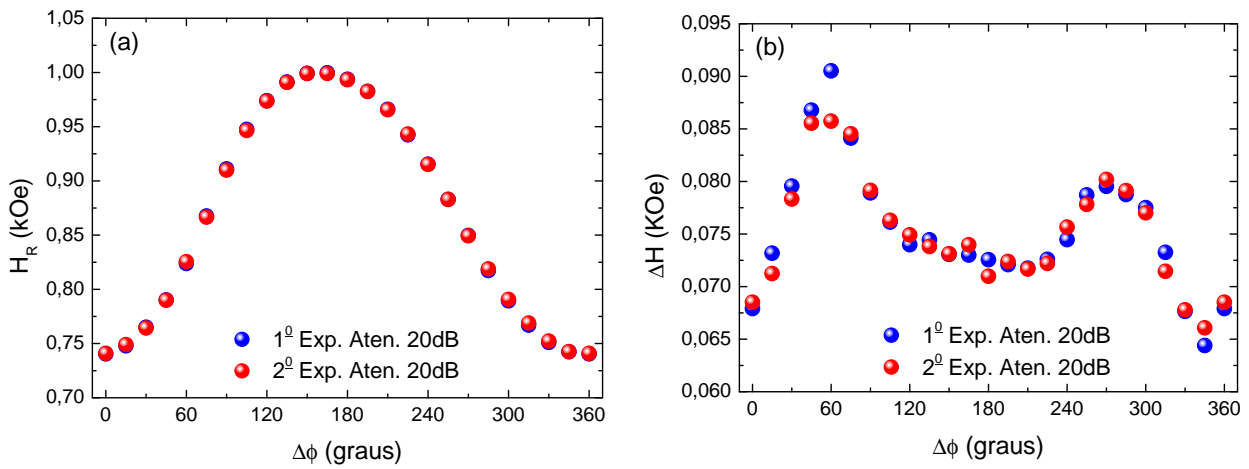 (a)
1,05
1,00
0,95
0,90
0,85
0,80
0,75
0,70
H_R (kOe)
1º Exp. Aten. 20dB
2º Exp. Aten. 20dB
0 60 120 180 240 300 360
Δϕ (graus)
(b)
0,095
0,090
0,085
0,080
0,075
0,070
0,065
0,060
ΔH (KOe)
1º Exp. Aten. 20dB
2º Exp. Aten. 20dB
0 60 120 180 240 300 360
Δϕ (graus)